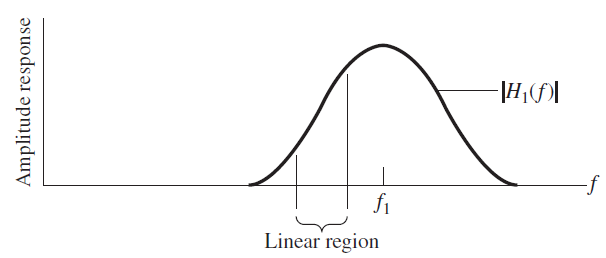 Amplitude response
|H₁(f)|
f
f₁
Linear region